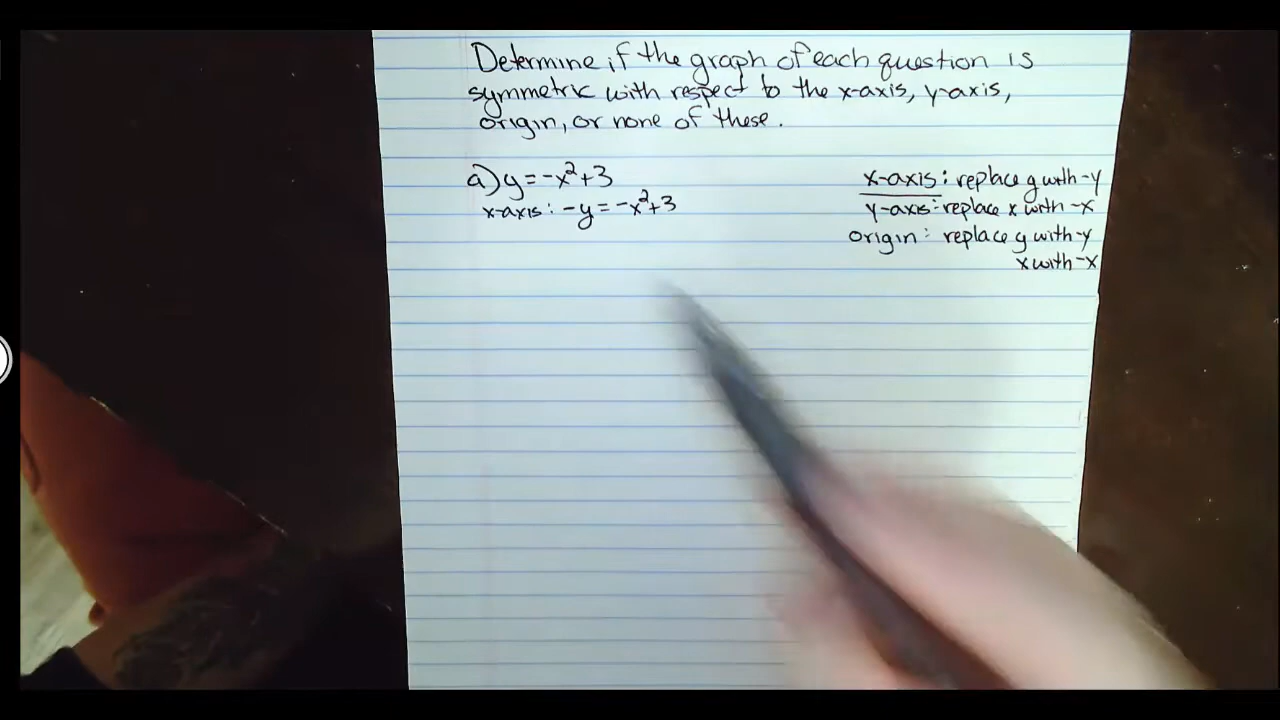 Determine if the graph of each question is
symmetric with respect to the x-axis, y-axis,
origin, or none of these.
a) y = -x²+3
x-axis: -y = -x²+3
x-axis: replace y with -y
y-axis: replace x with -x
origin: replace y with -y
x with -x